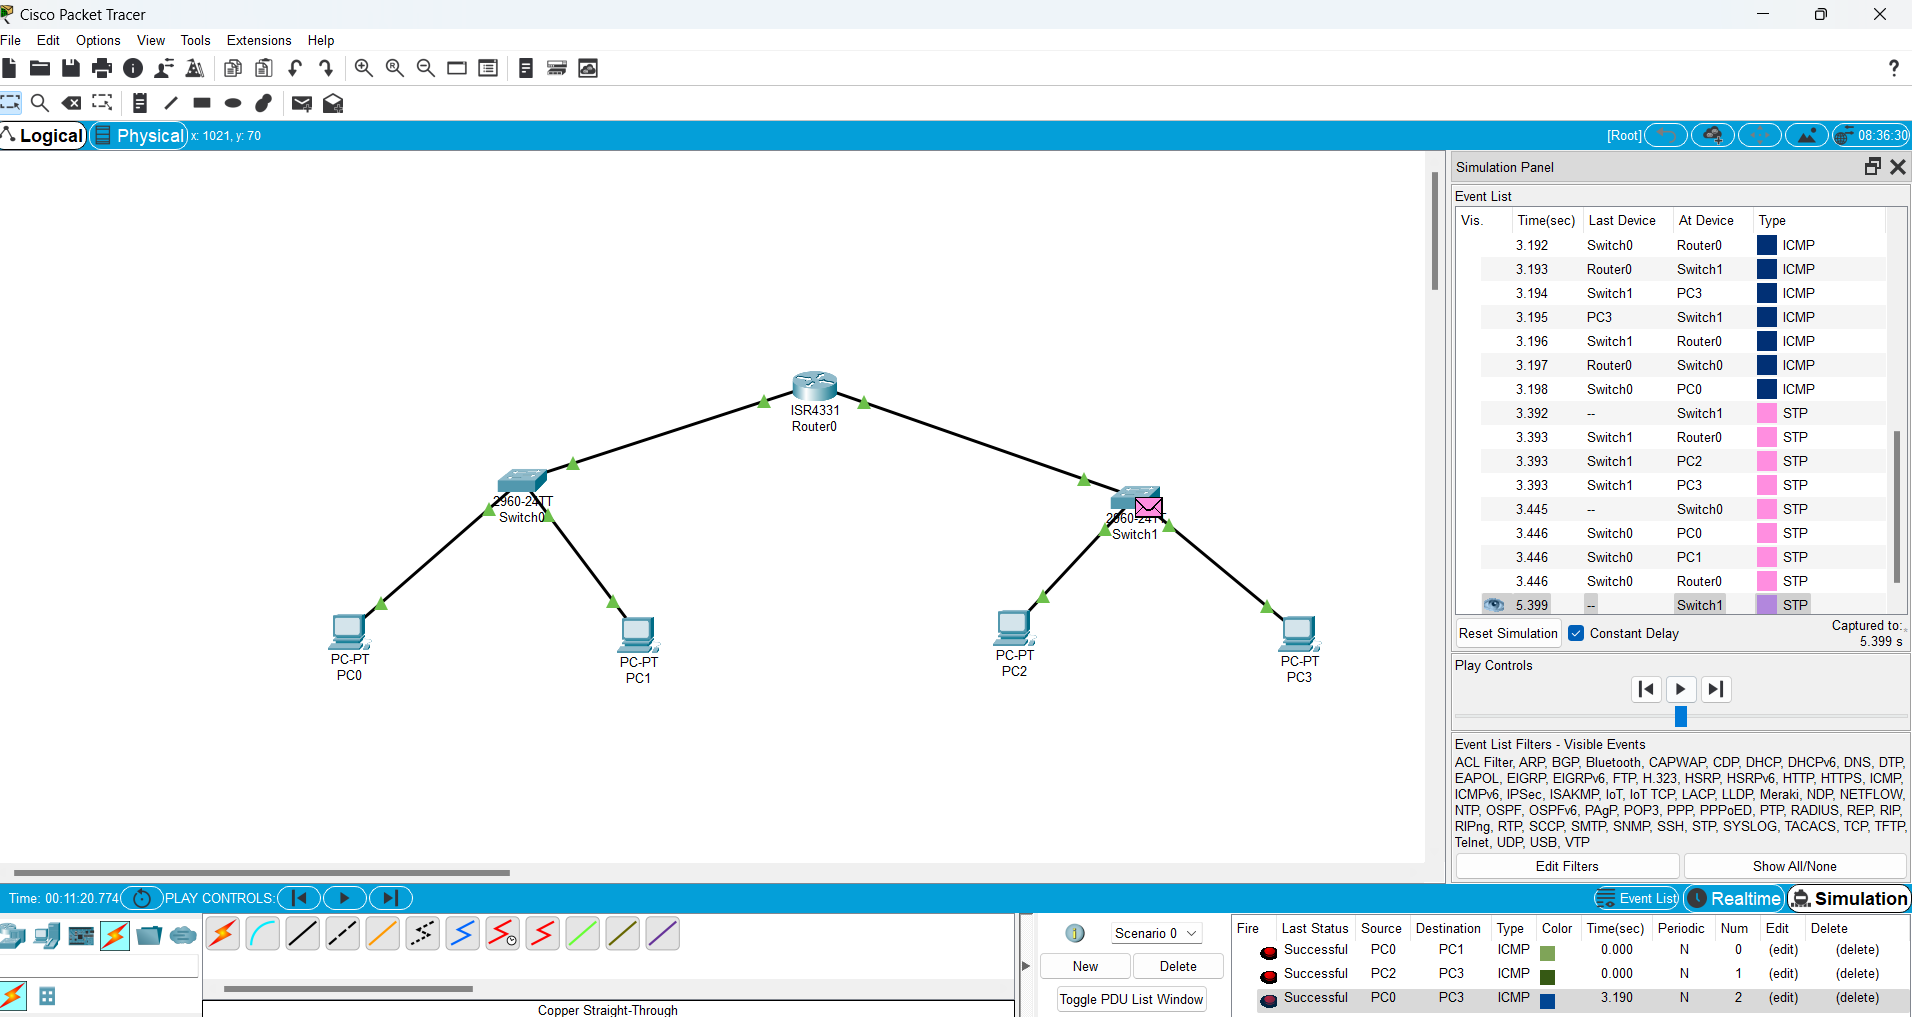 Cisco Packet Tracer
File Edit Options View Tools Extensions Help
Logical Physical x: 1021, y: 70 [Root] 08:36:30
ISR4331
Router0
Switch0
Switch1
PC-PT
PC0
PC-PT
PC1
PC-PT
PC2
PC-PT
PC3
Simulation Panel
Event List
Vis. Time(sec) Last Device At Device Type
3.192 Switch0 Router0 ICMP
3.193 Router0 Switch1 ICMP
3.194 Switch1 PC3 ICMP
3.195 PC3 Switch1 ICMP
3.196 Switch1 Router0 ICMP
3.197 Router0 Switch0 ICMP
3.198 Switch0 PC0 ICMP
3.392 -- Switch1 STP
3.393 Switch1 Router0 STP
3.393 Switch1 PC2 STP
3.393 Switch1 PC3 STP
3.445 -- Switch0 STP
3.446 Switch0 PC0 STP
3.446 Switch0 PC1 STP
3.446 Switch0 Router0 STP
5.399 -- Switch1 STP
Reset Simulation Constant Delay Captured to:
5.399 s
Play Controls
Event List Filters - Visible Events
ACL Filter, ARP, BGP, Bluetooth, CAPWAP, CDP, DHCP, DHCPv6, DNS, DTP,
EAPOL, EIGRP, EIGRPv6, FTP, H.323, HSRP, HSRPv6, HTTP, HTTPS, ICMP,
ICMPv6, IPSec, ISAKMP, IoT, IoT TCP, LACP, LLDP, Meraki, NDP, NETFLOW,
NTP, OSPF, OSPFv6, PAgP, POP3, PPP, PPPoED, PTP, RADIUS, REP, RIP,
RIPng, RTP, SCCP, SMTP, SNMP, SSH, STP, SYSLOG, TACACS, TCP, TFTP,
Telnet, UDP, USB, VTP
Edit Filters Show All/None
Time: 00:11:20.774 PLAY CONTROLS: Event List Realtime Simulation
Copper Straight-Through
Scenario 0
New Delete
Toggle PDU List Window
Fire Last Status Source Destination Type Color Time(sec) Periodic Num Edit Delete
Successful PC0 PC1 ICMP 0.000 N 0 (edit) (delete)
Successful PC2 PC3 ICMP 0.000 N 1 (edit) (delete)
Successful PC0 PC3 ICMP 3.190 N 2 (edit) (delete)